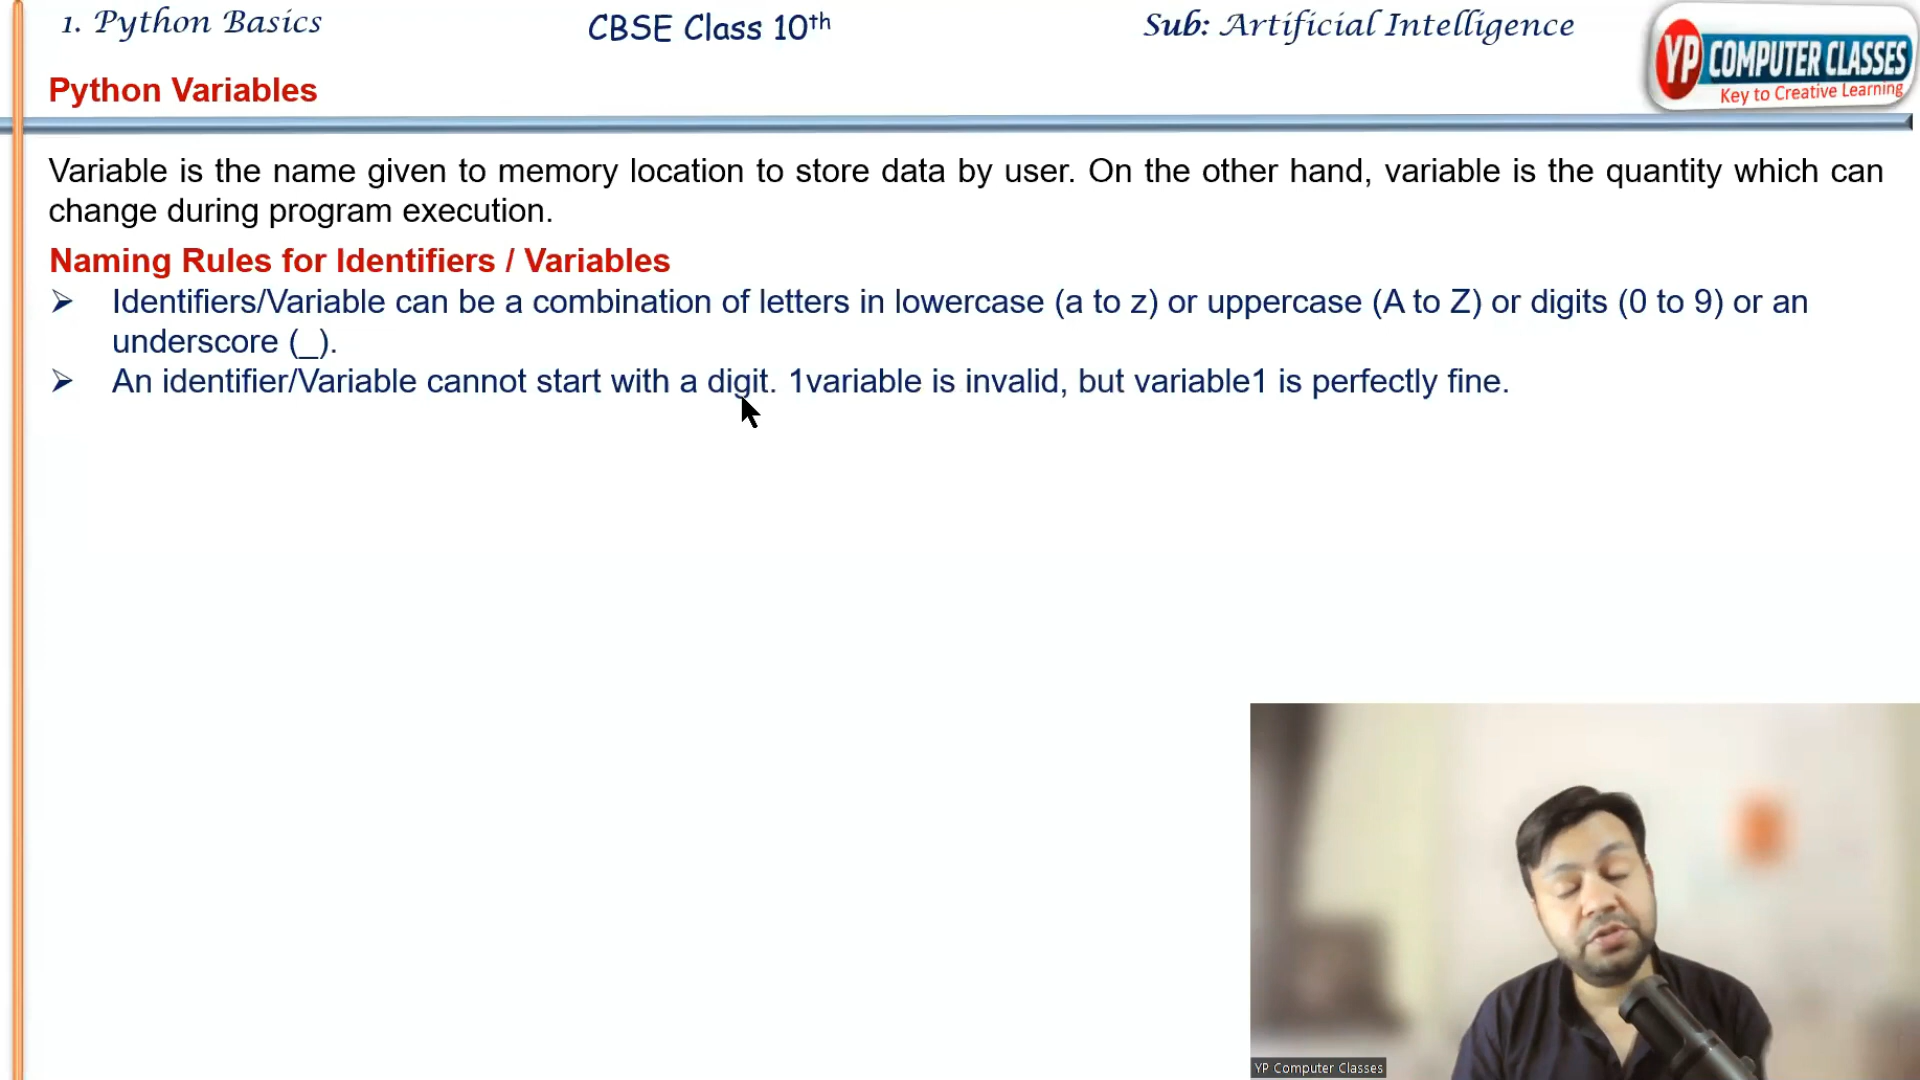 1. Python Basics
CBSE Class 10th
Sub: Artificial Intelligence
YP COMPUTER CLASSES
Key to Creative Learning
Python Variables
Variable is the name given to memory location to store data by user. On the other hand, variable is the quantity which can
change during program execution.
Naming Rules for Identifiers / Variables
➢ Identifiers/Variable can be a combination of letters in lowercase (a to z) or uppercase (A to Z) or digits (0 to 9) or an
underscore (_).
➢ An identifier/Variable cannot start with a digit. 1variable is invalid, but variable1 is perfectly fine.
YP Computer Classes